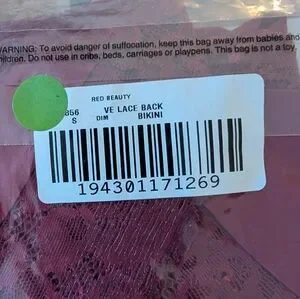 WARNING: To avoid danger of suffocation, keep this bag away from babies and
children. Do not use in cribs, beds, carriages or playpens. This bag is not a toy.
RED BEAUTY
856 VE LACE BACK
S DIM BIKINI
194301171269